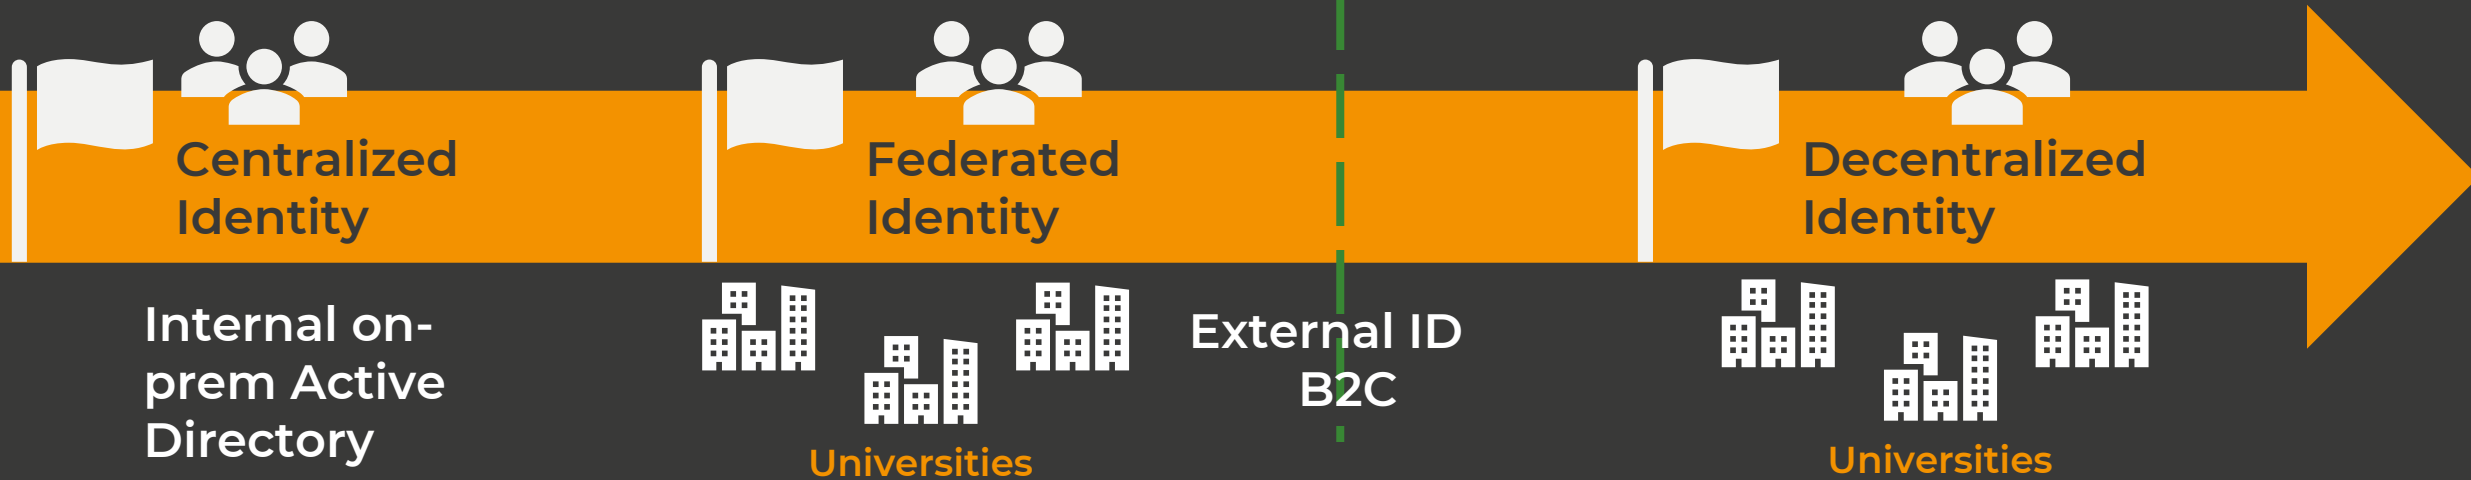 Centralized
Identity
Federated
Identity
Decentralized
Identity
Internal on-
prem Active
Directory
Universities
External ID
B2C
Universities